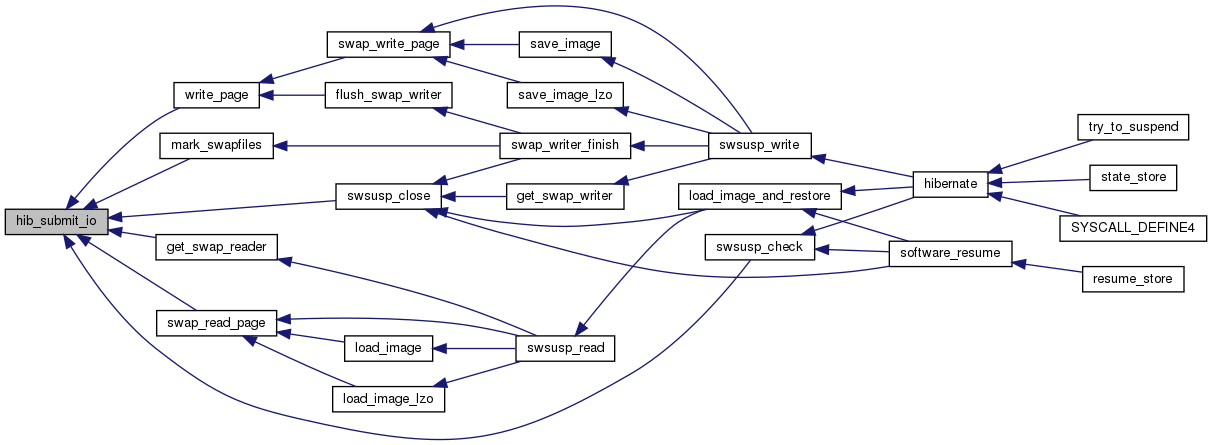 hib_submit_io
write_page
mark_swapfiles
swsusp_close
get_swap_reader
swap_read_page
swap_write_page
flush_swap_writer
load_image
load_image_lzo
save_image
save_image_lzo
swap_writer_finish
get_swap_writer
swsusp_read
swsusp_write
load_image_and_restore
swsusp_check
hibernate
software_resume
try_to_suspend
state_store
SYSCALL_DEFINE4
resume_store